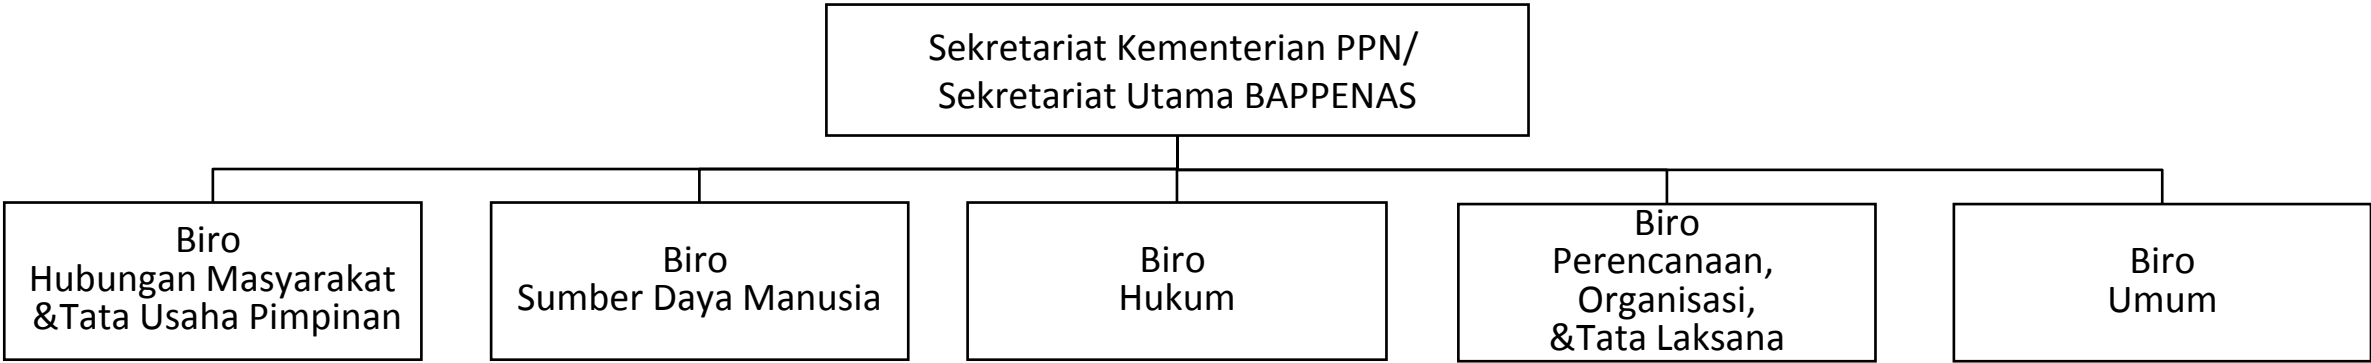 Sekretariat Kementerian PPN/
Sekretariat Utama BAPPENAS
Biro
Hubungan Masyarakat
&Tata Usaha Pimpinan
Biro
Sumber Daya Manusia
Biro
Hukum
Biro
Perencanaan,
Organisasi,
&Tata Laksana
Biro
Umum